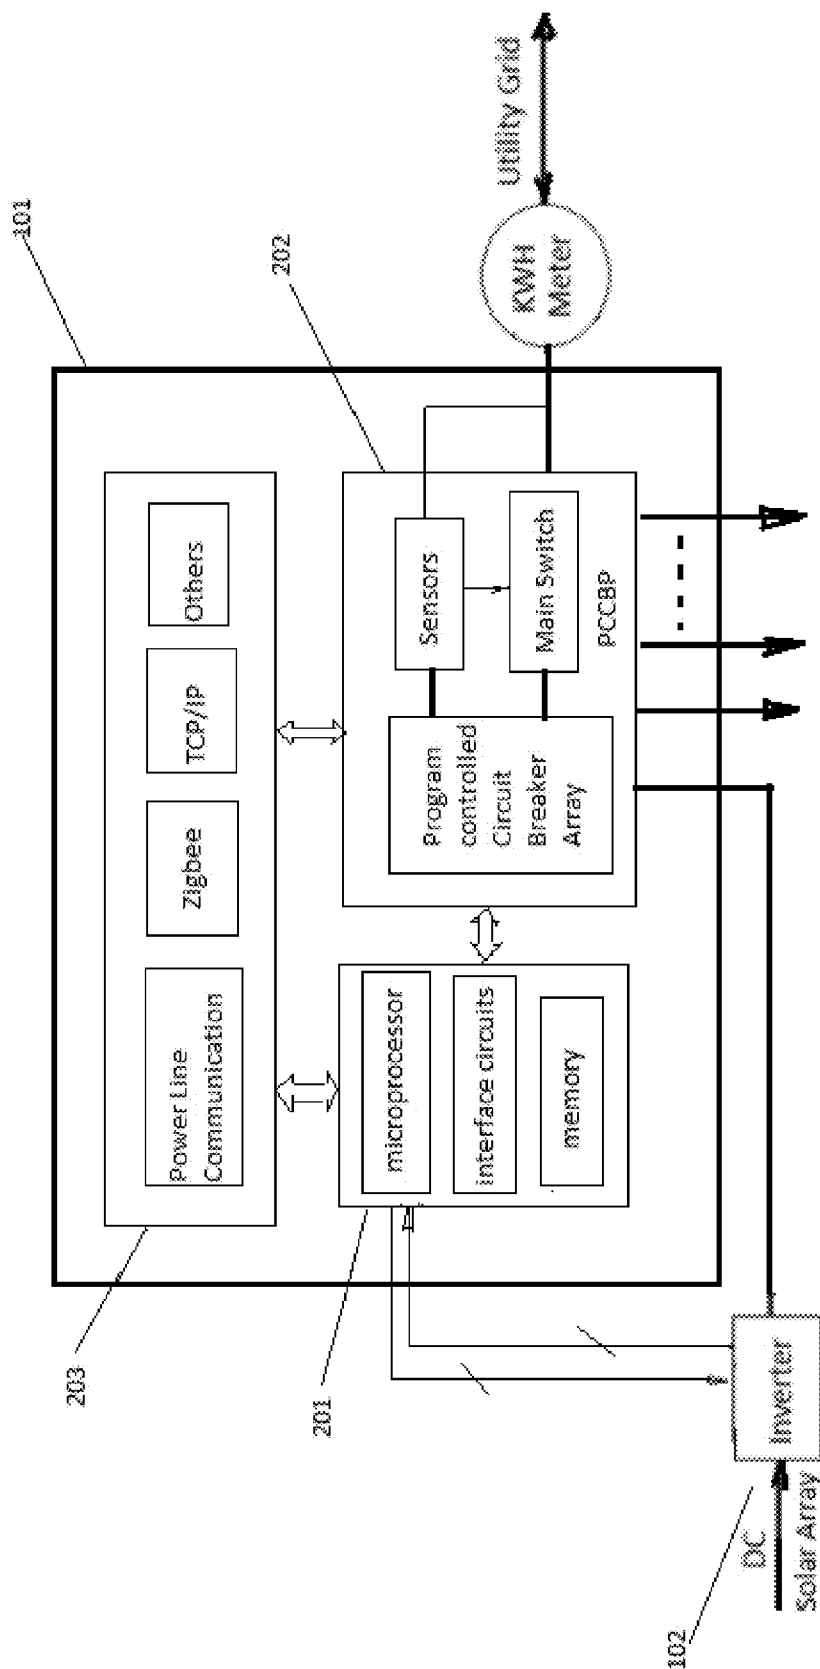 101
203
Power Line
Communication
Zigbee
TCP/IP
Others
202
201
microprocessor
interface circuits
memory
Program
controlled
Circuit
Breaker
Array
Sensors
Main Switch
PCCBP
KWH
Meter
Utility Grid
102
DC
Solar Array
Inverter